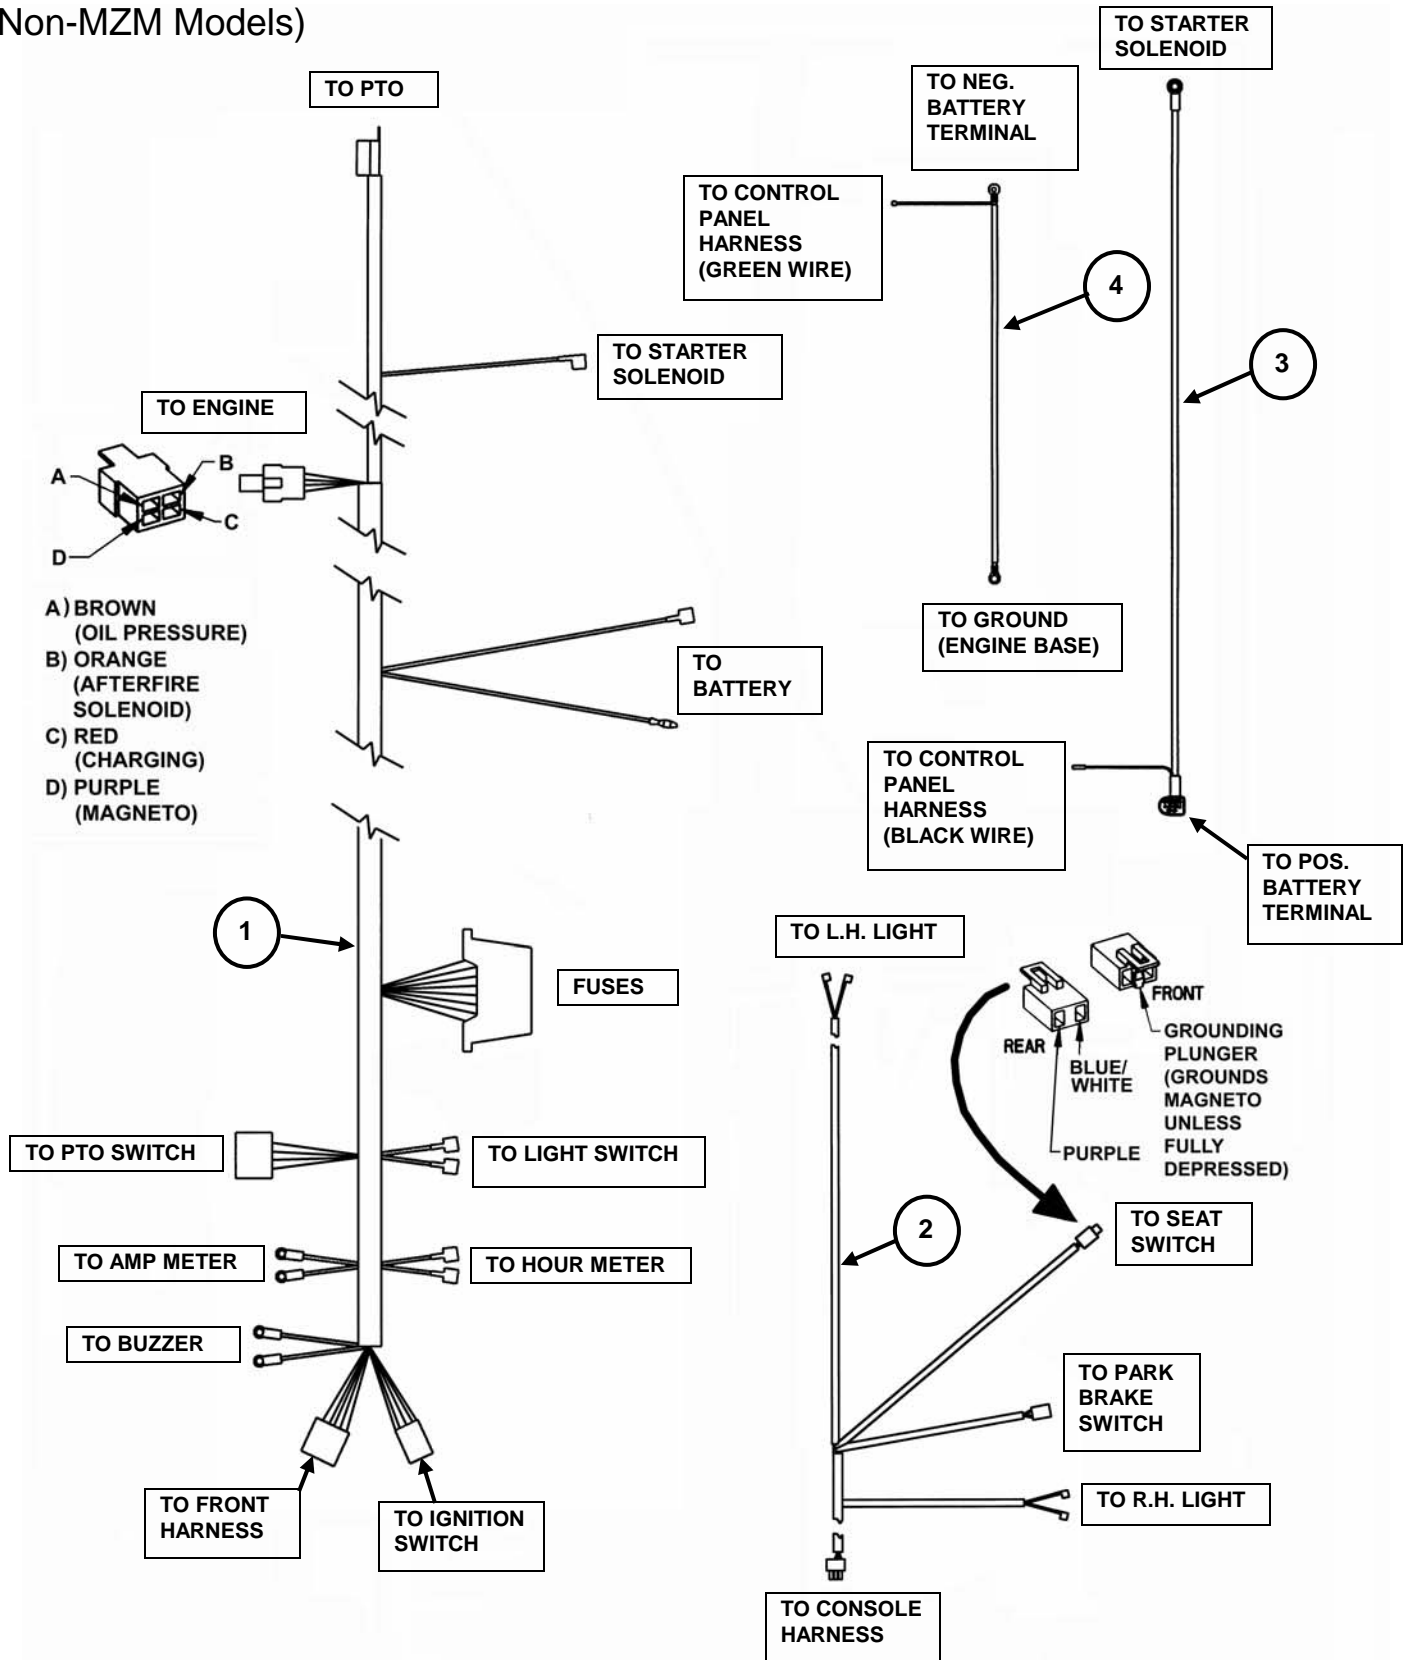 Non-MZM Models)
TO PTO
TO STARTER
SOLENOID
TO ENGINE
A
B
C
D
A) BROWN
(OIL PRESSURE)
B) ORANGE
(AFTERFIRE
SOLENOID)
C) RED
(CHARGING)
D) PURPLE
(MAGNETO)
TO
BATTERY
1
FUSES
TO PTO SWITCH
TO LIGHT SWITCH
TO AMP METER
TO HOUR METER
TO BUZZER
TO FRONT
HARNESS
TO IGNITION
SWITCH
TO NEG.
BATTERY
TERMINAL
TO CONTROL
PANEL
HARNESS
(GREEN WIRE)
4
TO GROUND
(ENGINE BASE)
TO STARTER
SOLENOID
3
TO CONTROL
PANEL
HARNESS
(BLACK WIRE)
TO POS.
BATTERY
TERMINAL
TO L.H. LIGHT
FRONT
REAR
BLUE/
WHITE
PURPLE
GROUNDING
PLUNGER
(GROUNDS
MAGNETO
UNLESS
FULLY
DEPRESSED)
2
TO SEAT
SWITCH
TO PARK
BRAKE
SWITCH
TO R.H. LIGHT
TO CONSOLE
HARNESS